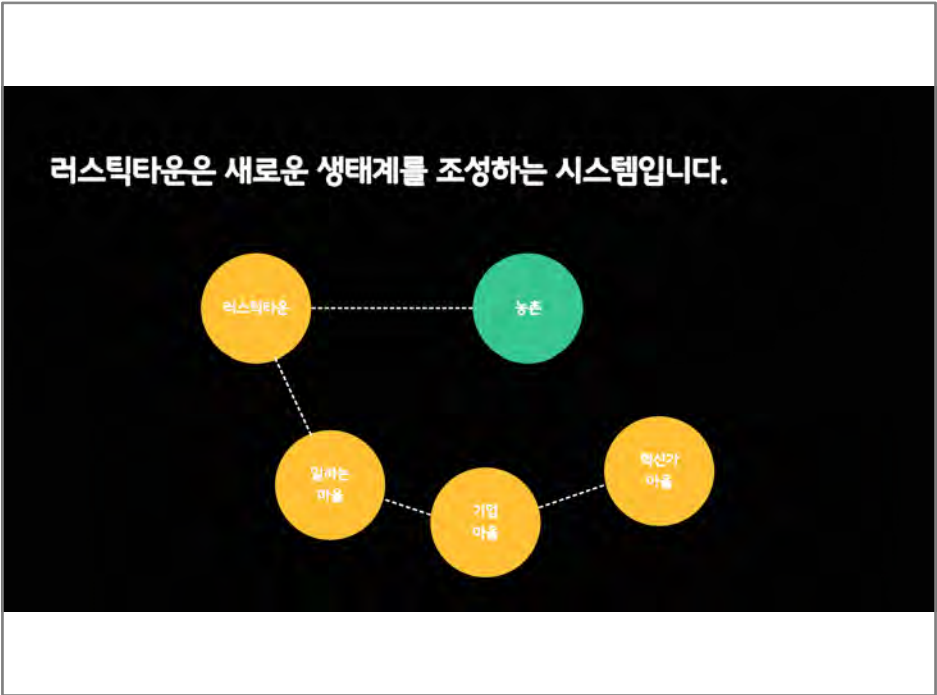 러스틱타운은 새로운 생태계를 조성하는 시스템입니다.
러스틱타운
농촌
일하는
마을
기업
마을
혁신가
마을